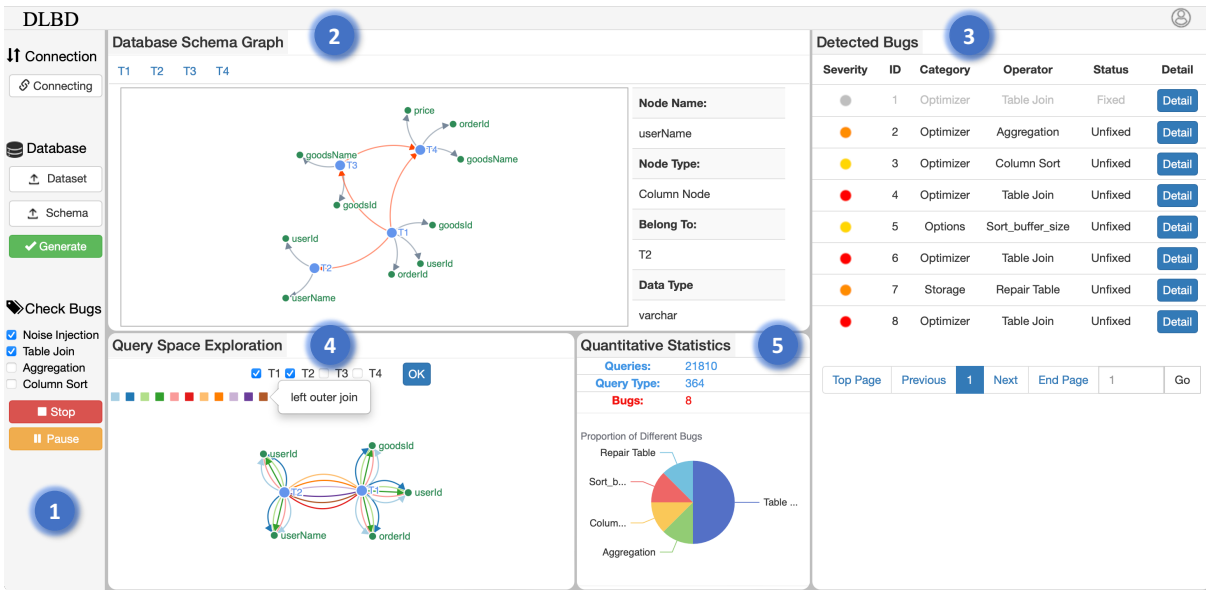 DLBD
1
Connection
Connecting
Database
Dataset
Schema
Generate
Check Bugs
Noise Injection
Table Join
Aggregation
Column Sort
Stop
Pause
2
Database Schema Graph
T1 T2 T3 T4
price
orderId
goodsName
T4
goodsName
T3
goodsId
goodsId
T1
userId
userId
orderId
T2
userName
Node Name:
userName
Node Type:
Column Node
Belong To:
T2
Data Type
varchar
3
Detected Bugs
Severity ID Category Operator Status Detail
1 Optimizer Table Join Fixed Detail
2 Optimizer Aggregation Unfixed Detail
3 Optimizer Column Sort Unfixed Detail
4 Optimizer Table Join Unfixed Detail
5 Options Sort_buffer_size Unfixed Detail
6 Optimizer Table Join Unfixed Detail
7 Storage Repair Table Unfixed Detail
8 Optimizer Table Join Unfixed Detail
Top Page Previous 1 Next End Page 1 Go
4
Query Space Exploration
T1 T2 T3 T4 OK
left outer join
userId
goodsId
T2
T1
userId
userName
orderId
5
Quantitative Statistics
Queries: 21810
Query Type: 364
Bugs: 8
Proportion of Different Bugs
Repair Table
Sort_b...
Table ...
Colum...
Aggregation